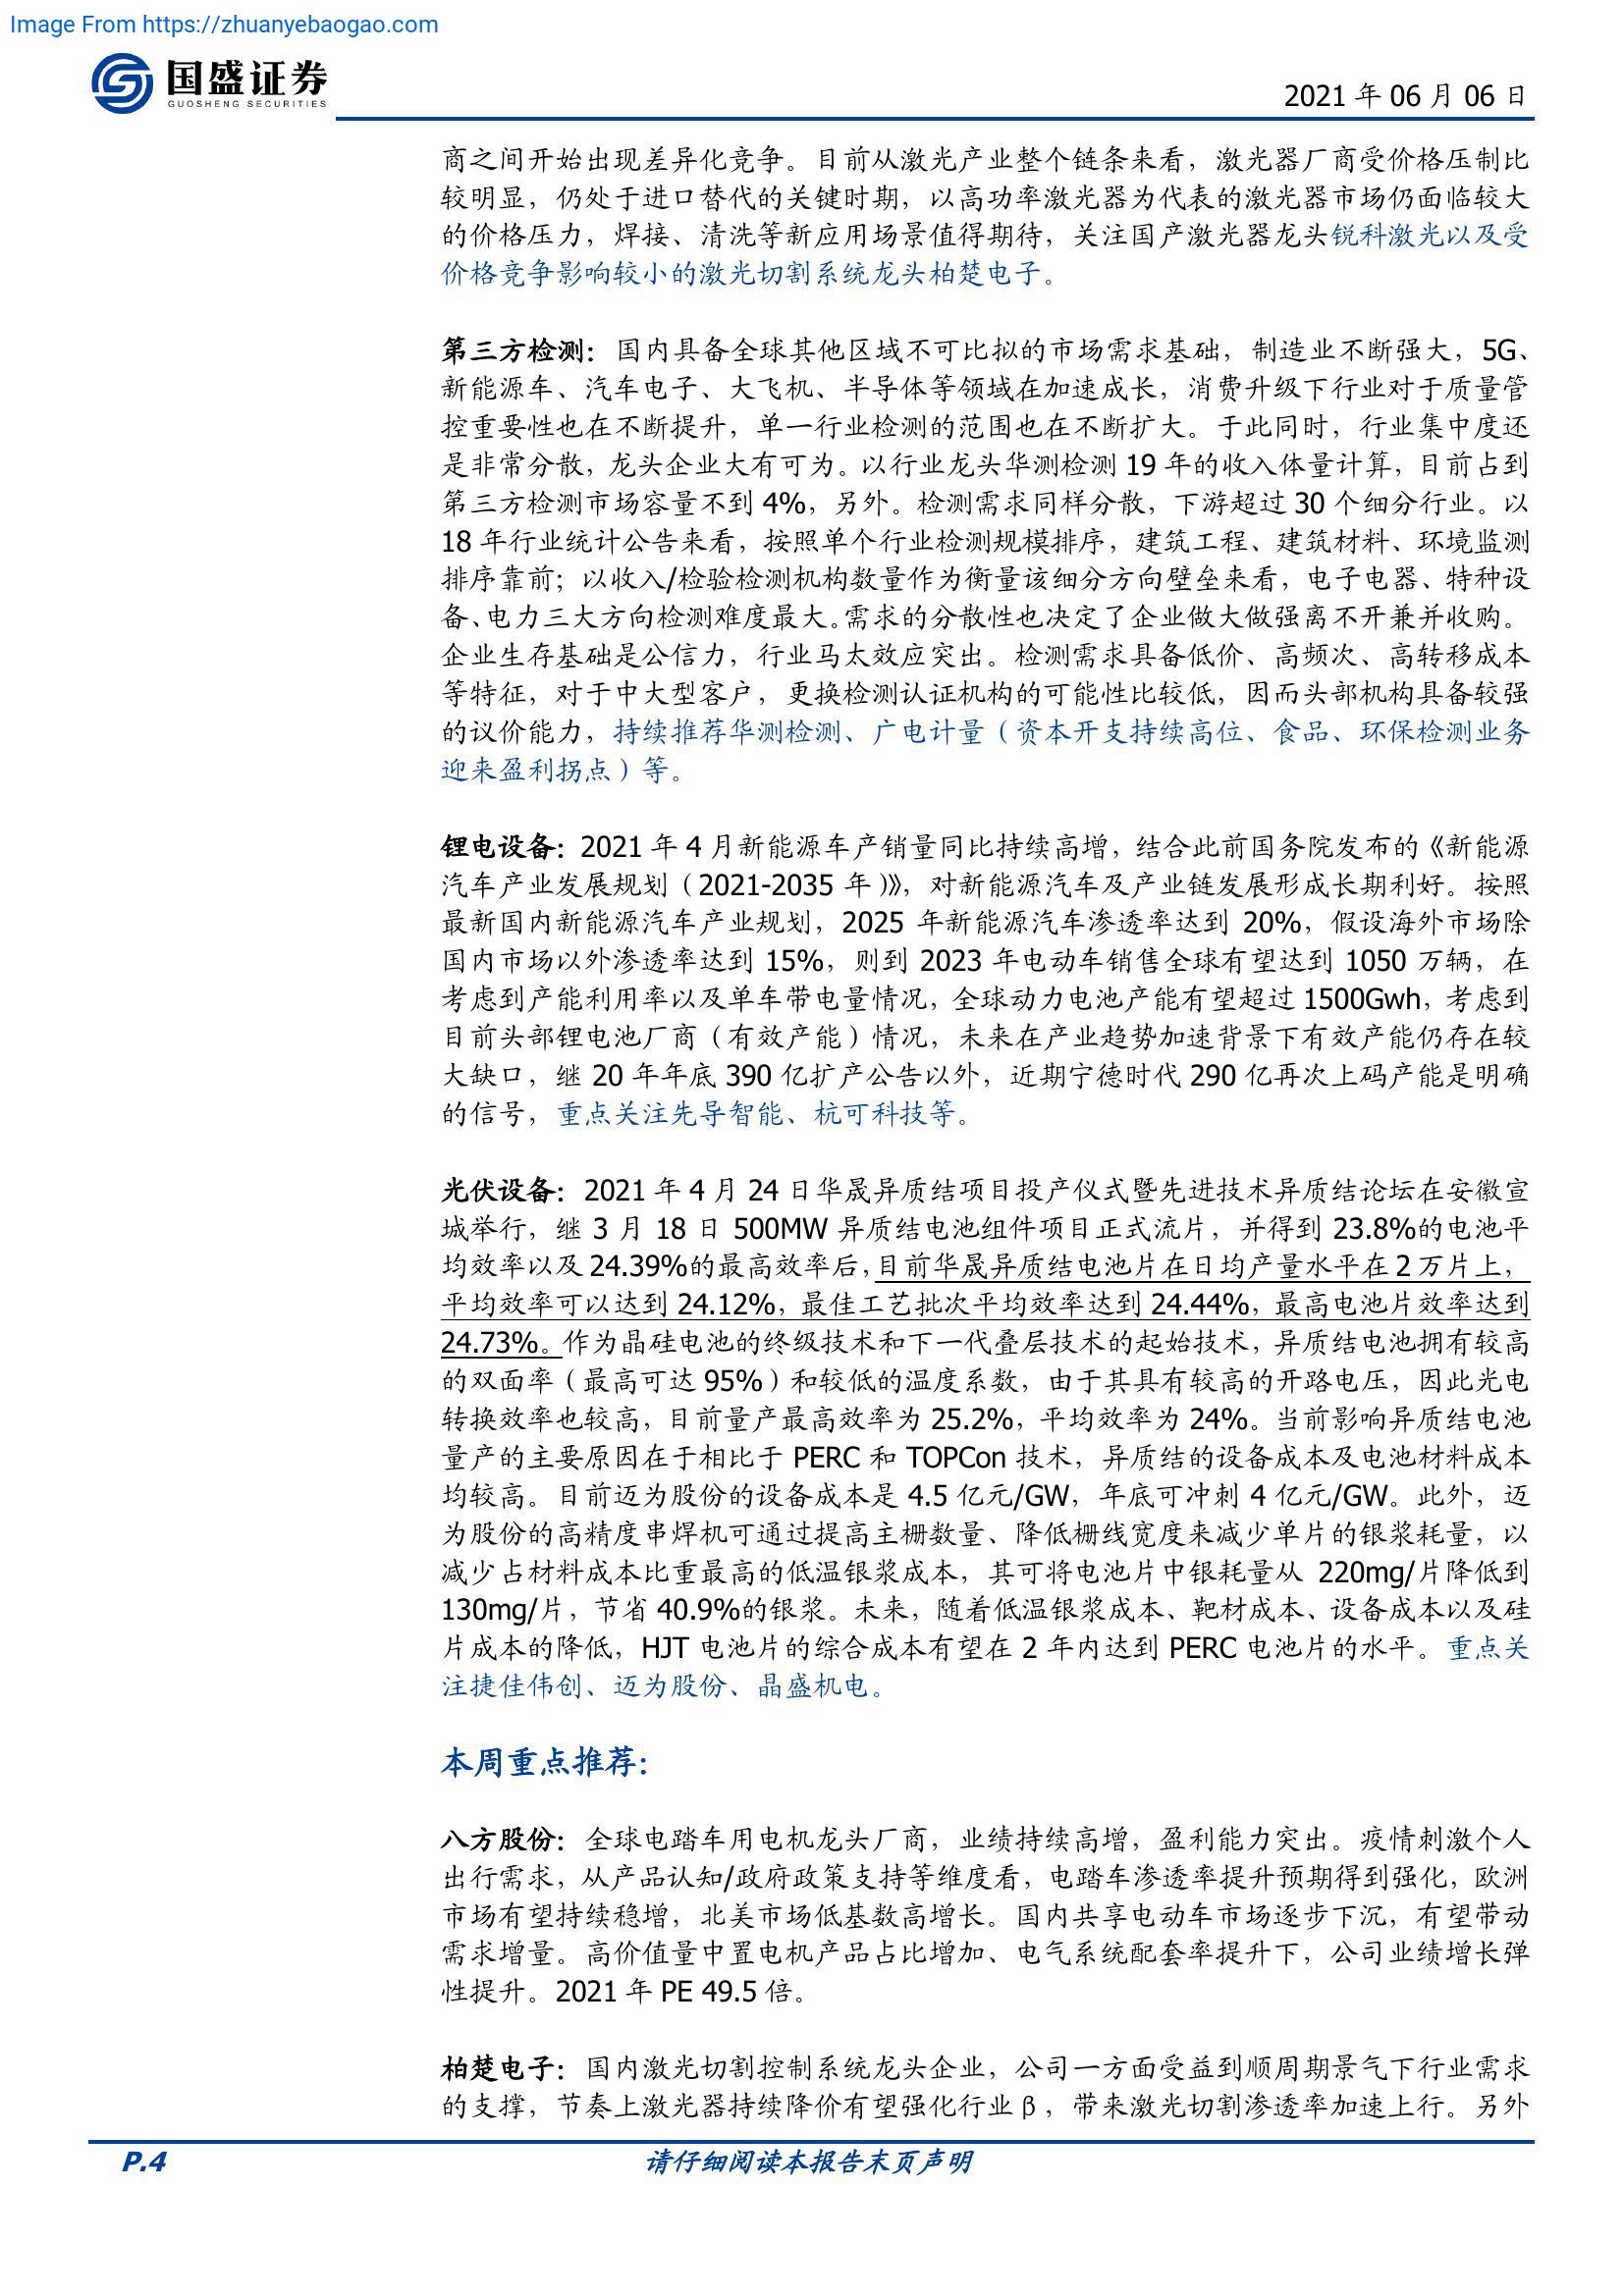 Image From https://zhuanyebaogao.com
国盛证券
GUOSHENG SECURITIES
2021 年 06 月 06 日
商之间开始出现差异化竞争。目前从激光产业整个链条来看，激光器厂商受价格压制比
较明显，仍处于进口替代的关键时期，以高功率激光器为代表的激光器市场仍面临较大
的价格压力，焊接、清洗等新应用场景值得期待，关注国产激光器龙头锐科激光以及受
价格竞争影响较小的激光切割系统龙头柏楚电子。
第三方检测：国内具备全球其他区域不可比拟的市场需求基础，制造业不断强大，5G、
新能源车、汽车电子、大飞机、半导体等领域在加速成长，消费升级下行业对于质量管
控重要性也在不断提升，单一行业检测的范围也在不断扩大。于此同时，行业集中度还
是非常分散，龙头企业大有可为。以行业龙头华测检测 19 年的收入体量计算，目前占到
第三方检测市场容量不到 4%，另外。检测需求同样分散，下游超过 30 个细分行业。以
18 年行业统计公告来看，按照单个行业检测规模排序，建筑工程、建筑材料、环境监测
排序靠前；以收入/检验检测机构数量作为衡量该细分方向壁垒来看，电子电器、特种设
备、电力三大方向检测难度最大。需求的分散性也决定了企业做大做强离不开兼并收购。
企业生存基础是公信力，行业马太效应突出。检测需求具备低价、高频次、高转移成本
等特征，对于中大型客户，更换检测认证机构的可能性比较低，因而头部机构具备较强
的议价能力，持续推荐华测检测、广电计量（资本开支持续高位、食品、环保检测业务
迎来盈利拐点）等。
锂电设备：2021 年 4 月新能源车产销量同比持续高增，结合此前国务院发布的《新能源
汽车产业发展规划（2021-2035 年）》，对新能源汽车及产业链发展形成长期利好。按照
最新国内新能源汽车产业规划，2025 年新能源汽车渗透率达到 20%，假设海外市场除
国内市场以外渗透率达到 15%，则到 2023 年电动车销售全球有望达到 1050 万辆，在
考虑到产能利用率以及单车带电量情况，全球动力电池产能有望超过 1500Gwh，考虑到
目前头部锂电池厂商（有效产能）情况，未来在产业趋势加速背景下有效产能仍存在较
大缺口，继 20 年年底 390 亿扩产公告以外，近期宁德时代 290 亿再次上码产能是明确
的信号，重点关注先导智能、杭可科技等。
光伏设备：2021 年 4 月 24 日华晟异质结项目投产仪式暨先进技术异质结论坛在安徽宣
城举行，继 3 月 18 日 500MW 异质结电池组件项目正式流片，并得到 23.8%的电池平
均效率以及 24.39%的最高效率后，目前华晟异质结电池片在日均产量水平在 2 万片上，
平均效率可以达到 24.12%，最佳工艺批次平均效率达到 24.44%，最高电池片效率达到
24.73%。作为晶硅电池的终级技术和下一代叠层技术的起始技术，异质结电池拥有较高
的双面率（最高可达 95%）和较低的温度系数，由于其具有较高的开路电压，因此光电
转换效率也较高，目前量产最高效率为 25.2%，平均效率为 24%。当前影响异质结电池
量产的主要原因在于相比于 PERC 和 TOPCon 技术，异质结的设备成本及电池材料成本
均较高。目前迈为股份的设备成本是 4.5 亿元/GW，年底可冲刺 4 亿元/GW。此外，迈
为股份的高精度串焊机可通过提高主栅数量、降低栅线宽度来减少单片的银浆耗量，以
减少占材料成本比重最高的低温银浆成本，其可将电池片中银耗量从 220mg/片降低到
130mg/片，节省 40.9%的银浆。未来，随着低温银浆成本、靶材成本、设备成本以及硅
片成本的降低，HJT 电池片的综合成本有望在 2 年内达到 PERC 电池片的水平。重点关
注捷佳伟创、迈为股份、晶盛机电。
本周重点推荐：
八方股份：全球电踏车用电机龙头厂商，业绩持续高增，盈利能力突出。疫情刺激个人
出行需求，从产品认知/政府政策支持等维度看，电踏车渗透率提升预期得到强化，欧洲
市场有望持续稳增，北美市场低基数高增长。国内共享电动车市场逐步下沉，有望带动
需求增量。高价值量中置电机产品占比增加、电气系统配套率提升下，公司业绩增长弹
性提升。2021 年 PE 49.5 倍。
柏楚电子：国内激光切割控制系统龙头企业，公司一方面受益到顺周期景气下行业需求
的支撑，节奏上激光器持续降价有望强化行业 β，带来激光切割渗透率加速上行。另外
P.4
请仔细阅读本报告末页声明